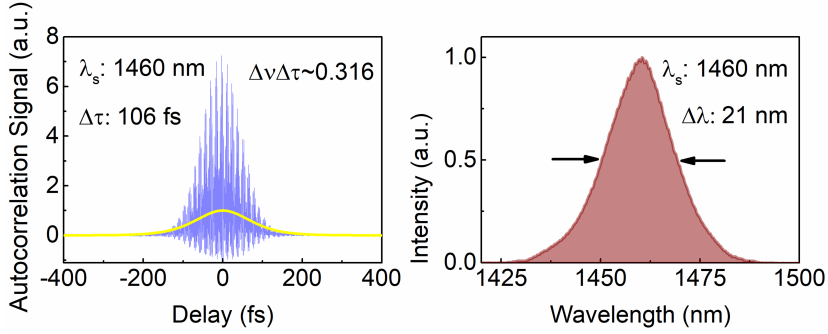 Autocorrelation Signal (a.u.)
8
6
4
2
0
λs: 1460 nm
ΔνΔτ~0.316
Δτ: 106 fs
-400 -200 0 200 400
Delay (fs)
Intensity (a.u.)
1.0
0.5
0.0
λs: 1460 nm
Δλ: 21 nm
1425 1450 1475 1500
Wavelength (nm)